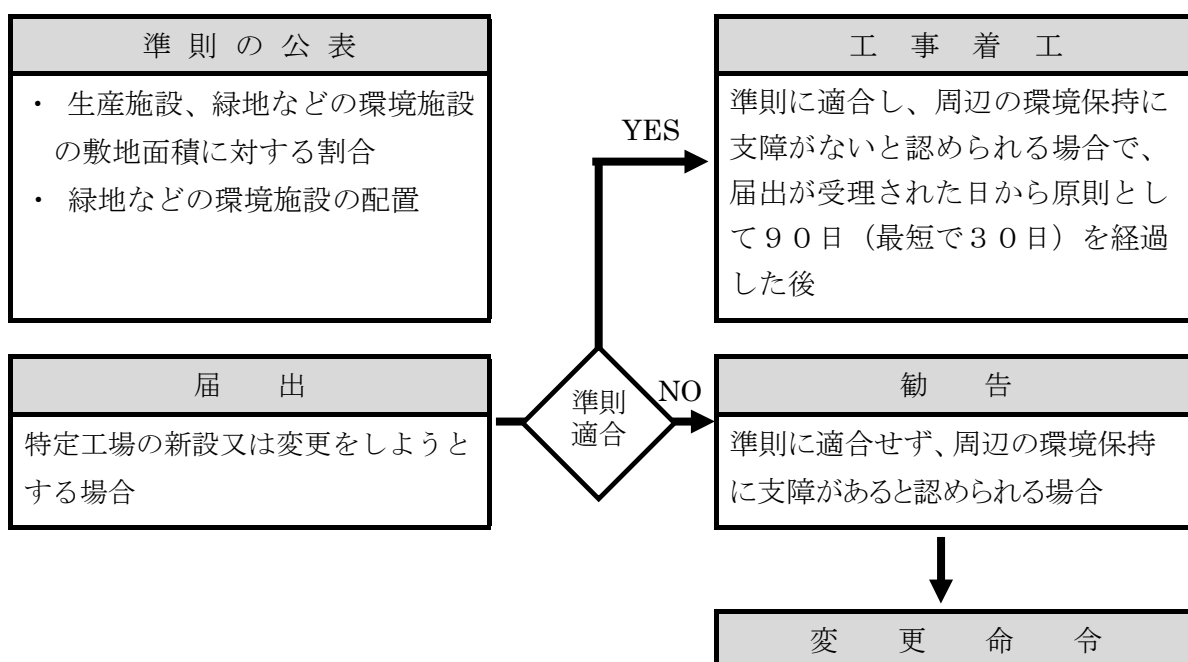 準則の公表
・ 生産施設、緑地などの環境施設
の敷地面積に対する割合
・ 緑地などの環境施設の配置
工事着工
準則に適合し、周辺の環境保持に
支障がないと認められる場合で、
届出が受理された日から原則とし
て９０日（最短で３０日）を経過
した後
YES
届出
特定工場の新設又は変更をしようと
する場合
準則
適合
NO
勧告
準則に適合せず、周辺の環境保持
に支障があると認められる場合
変更命令